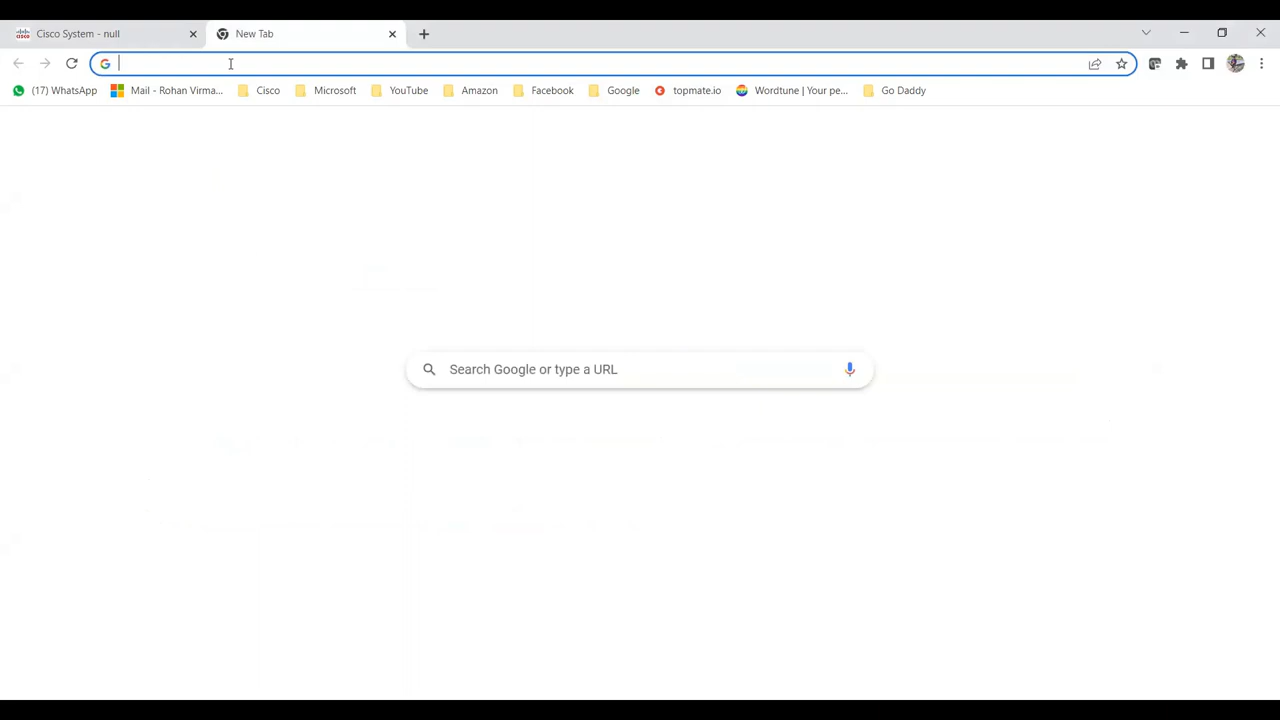 Cisco System - null
New Tab
(17) WhatsApp
Mail - Rohan Virma...
Cisco
Microsoft
YouTube
Amazon
Facebook
Google
topmate.io
Wordtune | Your pe...
Go Daddy
Search Google or type a URL